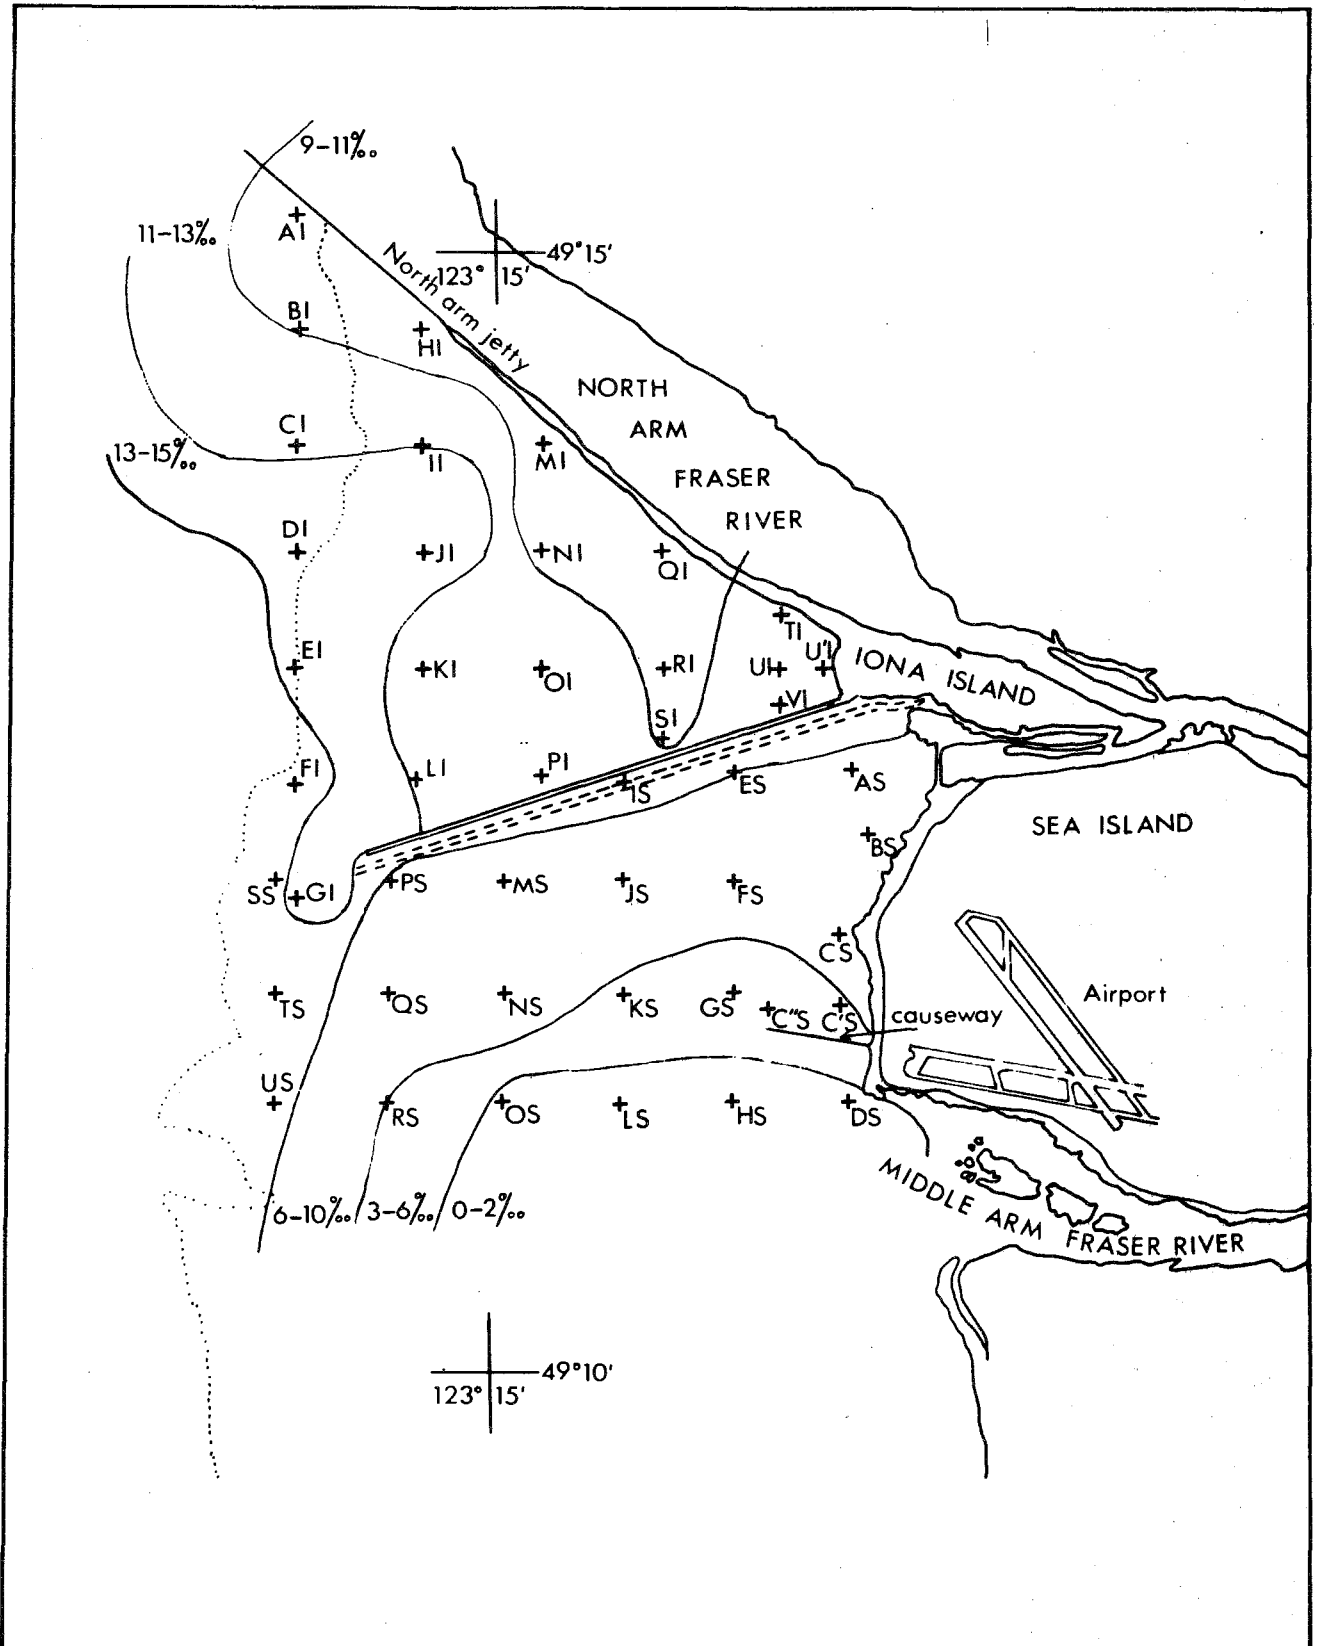 9–11‰
AI
11–13‰
49°15'
123° 15'
North arm jetty
BI
HI
NORTH
ARM
FRASER
RIVER
CI
II
MI
13–15‰
DI
JI
NI
QI
TI
U'I
EI
KI
OI
RI
UI
VI
IONA ISLAND
SI
FI
LI
PI
IS
ES
AS
SEA ISLAND
BS
SS
GI
PS
MS
JS
FS
CS
TS
QS
NS
KS
GS
C"S
C'S
causeway
Airport
US
RS
OS
LS
HS
DS
6–10‰
3–6‰
0–2‰
MIDDLE ARM FRASER RIVER
49°10'
123° 15'